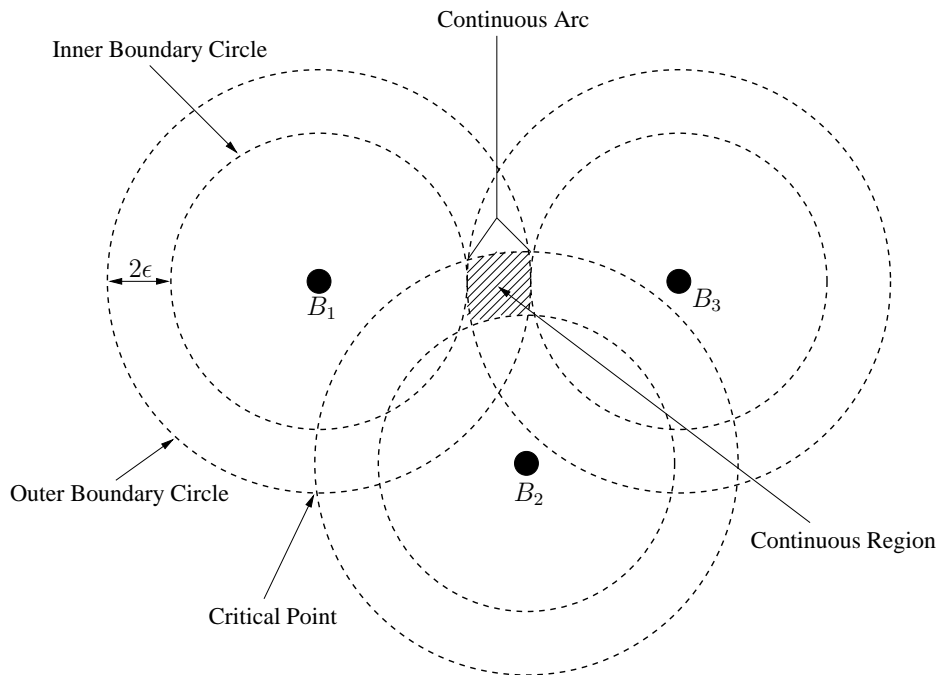 Continuous Arc
Inner Boundary Circle
2ϵ
B₁
B₃
Outer Boundary Circle
B₂
Continuous Region
Critical Point